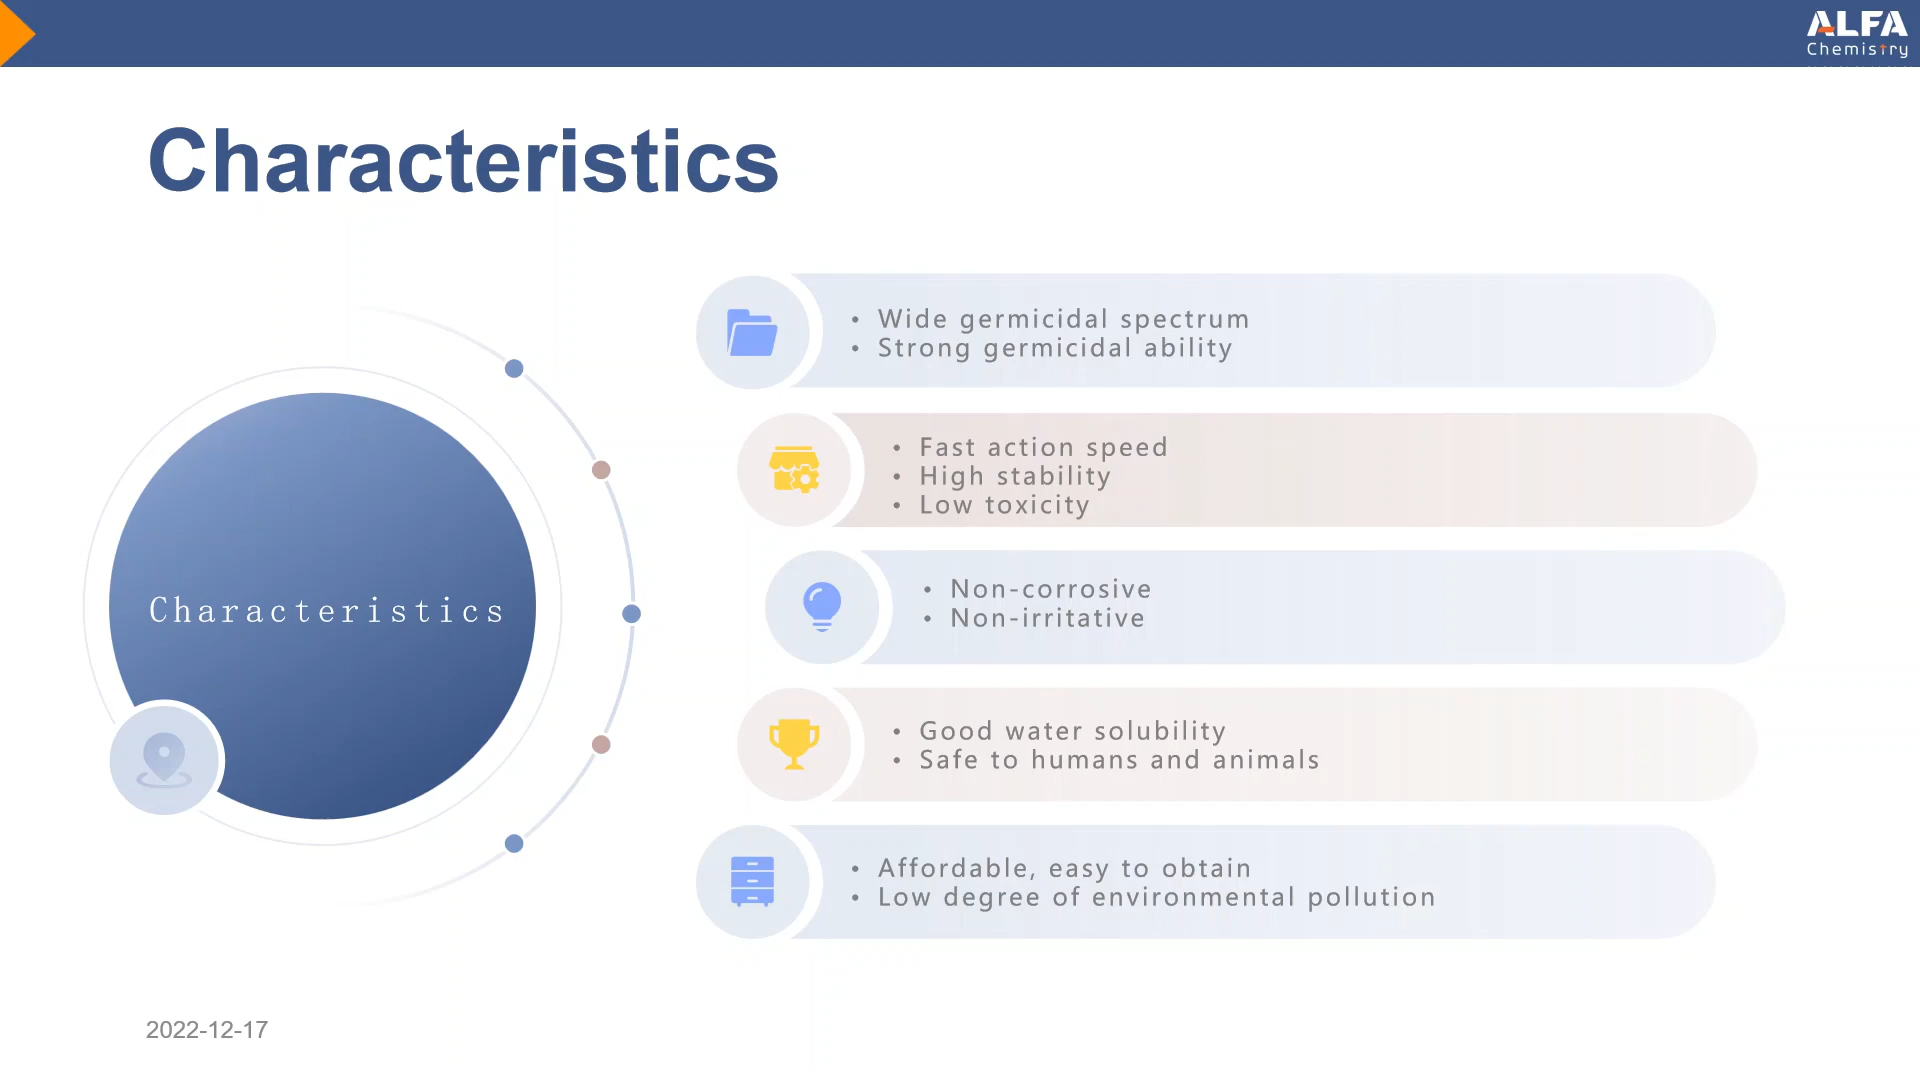 ALFA
Chemistry
Characteristics
Characteristics
• Wide germicidal spectrum
• Strong germicidal ability
• Fast action speed
• High stability
• Low toxicity
• Non-corrosive
• Non-irritative
• Good water solubility
• Safe to humans and animals
• Affordable, easy to obtain
• Low degree of environmental pollution
2022-12-17